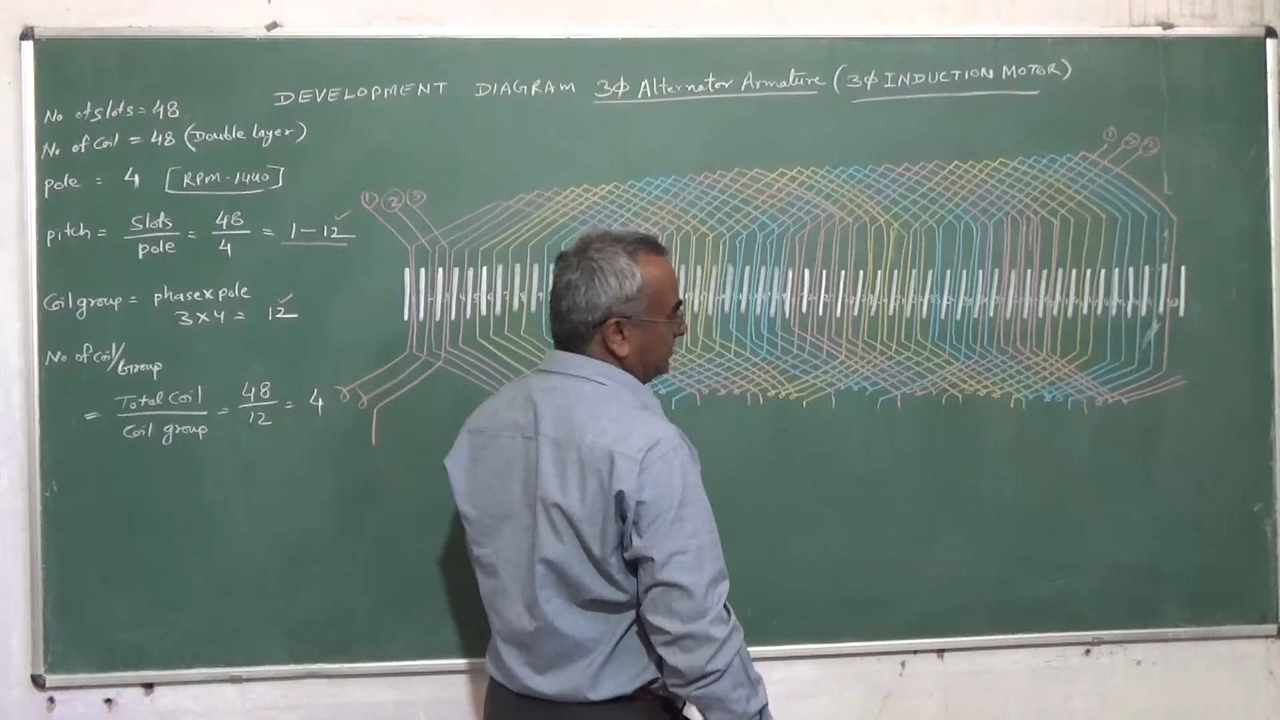 DEVELOPMENT DIAGRAM 3Φ Alternator Armature (3Φ INDUCTION MOTOR)
No of slots = 48
No of Coil = 48 (Double layer)
pole = 4 [RPM-1440]
pitch = Slots/pole = 48/4 = 1-12 ✓
Coil group = phase x pole
3 x 4 = 12 ✓
No of coil/Group
= Total Coil/Coil group = 48/12 = 4
① ② ③
① ② ③